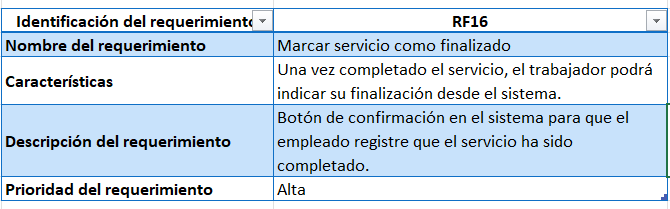 Identificación del requerimiento RF16
Nombre del requerimiento Marcar servicio como finalizado
Características Una vez completado el servicio, el trabajador podrá
indicar su finalización desde el sistema.
Descripción del requerimiento Botón de confirmación en el sistema para que el
empleado registre que el servicio ha sido
completado.
Prioridad del requerimiento Alta